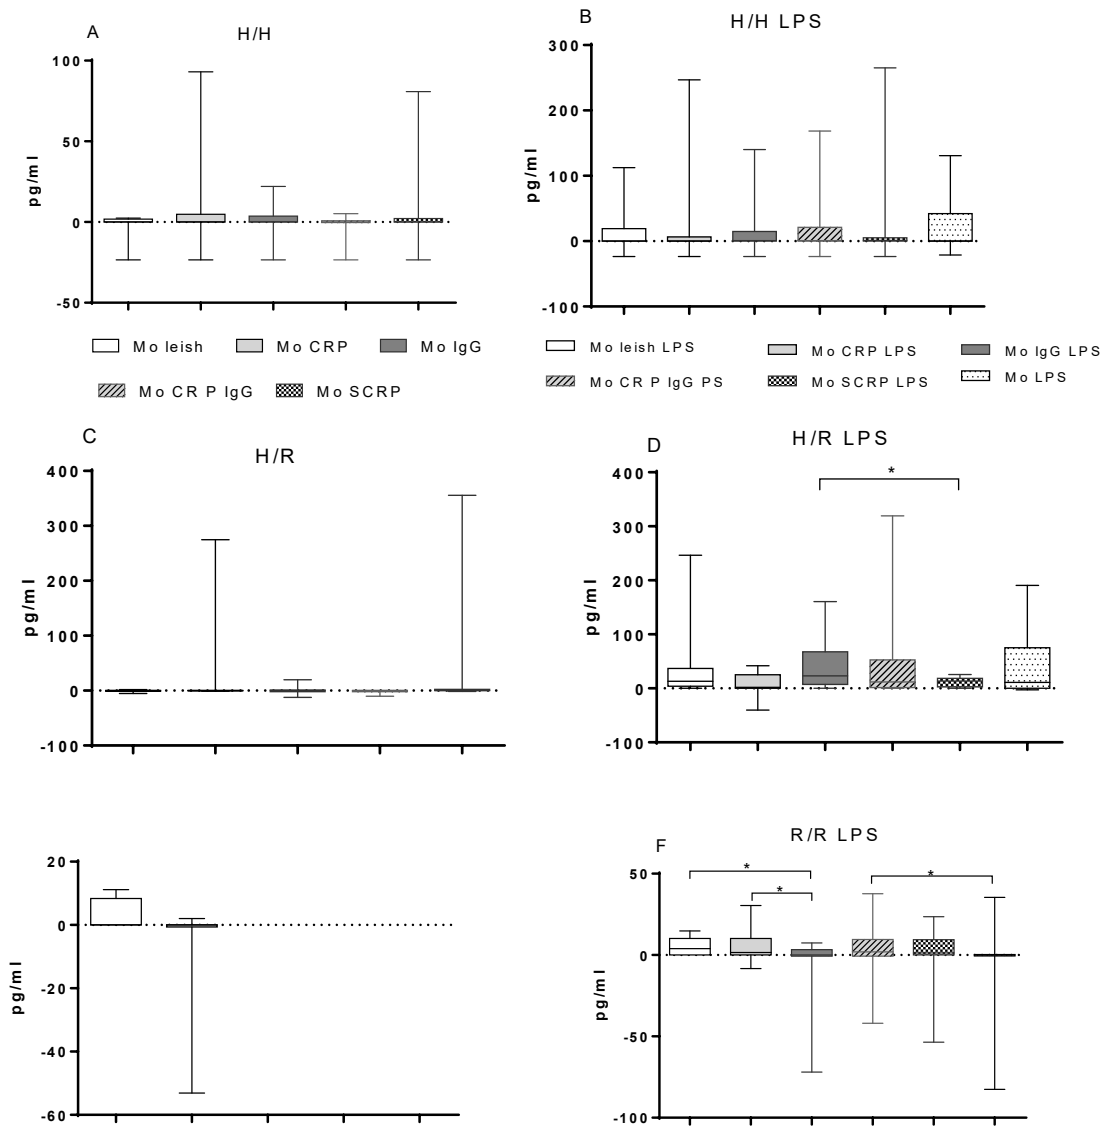 A
H/H
100
50
0
-50
pg/ml
Mo leish
Mo CRP
Mo IgG
Mo CR P IgG
Mo SCRP
B
H/H LPS
300
200
100
0
-100
pg/ml
Mo leish LPS
Mo CRP LPS
Mo IgG LPS
Mo CR P IgG PS
Mo SCRP LPS
Mo LPS
C
H/R
400
300
200
100
0
-100
pg/ml
D
H/R LPS
*
400
300
200
100
0
-100
pg/ml
20
0
-20
-40
-60
pg/ml
F
R/R LPS
*
*
*
50
0
-50
-100
pg/ml